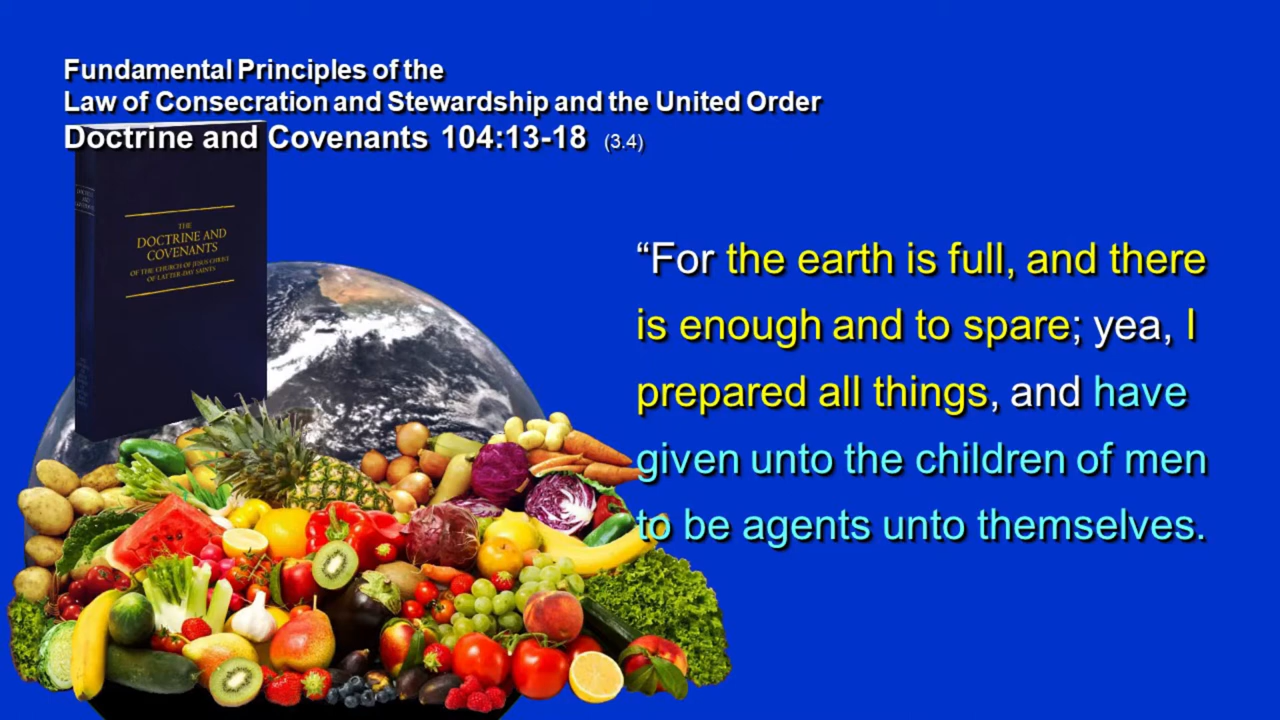 Fundamental Principles of the
Law of Consecration and Stewardship and the United Order
Doctrine and Covenants 104:13-18 (3.4)
THE
DOCTRINE AND
COVENANTS
OF THE CHURCH OF JESUS CHRIST
OF LATTER-DAY SAINTS
“For the earth is full, and there
is enough and to spare; yea, I
prepared all things, and have
given unto the children of men
to be agents unto themselves.